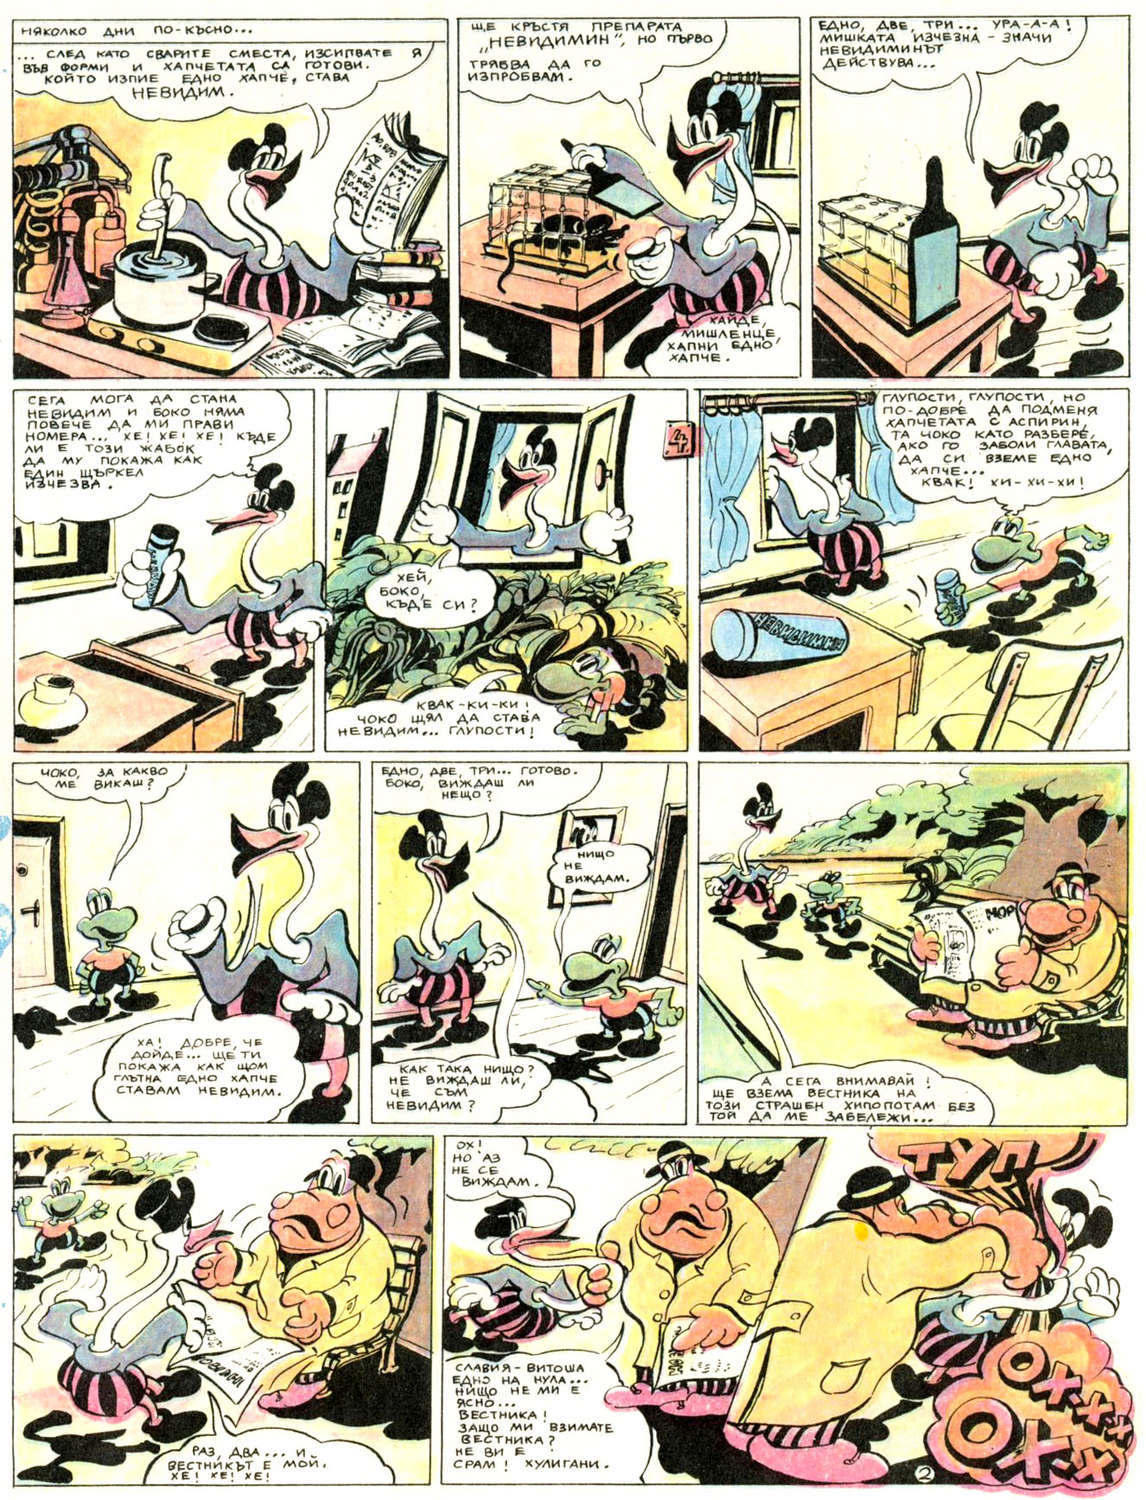 НЯКОЛКО ДНИ ПО-КЪСНО...
... СЛЕД КАТО СВАРИТЕ СМЕСТА, ИЗСИПВАТЕ Я
ВЪВ ФОРМИ И ХАПЧЕТАТА СА ГОТОВИ.
КОЙТО ИЗПИЕ ЕДНО ХАПЧЕ, СТАВА
НЕВИДИМ.
ЩЕ КРЪСТЯ ПРЕПАРАТА
„НЕВИДИМИН", НО ПЪРВО
ТРЯБВА ДА ГО
ИЗПРОБВАМ.
ХАЙДЕ,
МИШЛЕНЦЕ,
ХАПНИ ЕДНО
ХАПЧЕ.
ЕДНО, ДВЕ, ТРИ... УРА-А-А!
МИШКАТА ИЗЧЕЗНА - ЗНАЧИ
НЕВИДИМИНЪТ
ДЕЙСТВУВА...
СЕГА МОГА ДА СТАНА
НЕВИДИМ И БОКО НЯМА
ПОВЕЧЕ ДА МИ ПРАВИ
НОМЕРА... ХЕ! ХЕ! ХЕ! КЪДЕ
ЛИ Е ТОЗИ ЖАБОК
ДА МУ ПОКАЖА КАК
ЕДИН ЩЪРКЕЛ
ИЗЧЕЗВА.
ХЕЙ,
БОКО,
КЪДЕ СИ?
КВАК-КИ-КИ!
ЧОКО ЩЯЛ ДА СТАВА
НЕВИДИМ... ГЛУПОСТИ!
ГЛУПОСТИ, ГЛУПОСТИ, НО
ПО-ДОБРЕ ДА ПОДМЕНЯ
ХАПЧЕТАТА С АСПИРИН,
ТА ЧОКО КАТО РАЗБЕРЕ,
АКО ГО ЗАБОЛИ ГЛАВАТА,
ДА СИ ВЗЕМЕ ЕДНО
ХАПЧЕ...
КВАК! ХИ-ХИ-ХИ!
НЕВИДИМИН
ЧОКО, ЗА КАКВО
МЕ ВИКАШ?
ХА! ДОБРЕ, ЧЕ
ДОЙДЕ... ЩЕ ТИ
ПОКАЖА КАК ЩОМ
ГЛЪТНА ЕДНО ХАПЧЕ
СТАВАМ НЕВИДИМ.
ЕДНО, ДВЕ, ТРИ... ГОТОВО.
БОКО, ВИЖДАШ ЛИ
НЕЩО?
НИЩО
НЕ
ВИЖДАМ.
КАК ТАКА НИЩО?
НЕ ВИЖДАШ ЛИ,
ЧЕ СЪМ
НЕВИДИМ?
МОР
А СЕГА ВНИМАВАЙ!
ЩЕ ВЗЕМА ВЕСТНИКА НА
ТОЗИ СТРАШЕН ХИПОПОТАМ БЕЗ
ТОЙ ДА МЕ ЗАБЕЛЕЖИ...
РАЗ, ДВА... И
ВЕСТНИКЪТ Е МОЙ.
ХЕ! ХЕ! ХЕ!
ОХ!
НО АЗ
НЕ СЕ
ВИЖДАМ.
СЛАВИЯ - ВИТОША
ЕДНО НА НУЛА...
НИЩО НЕ МИ Е
ЯСНО...
ВЕСТНИКА!
ЗАЩО МИ ВЗИМАТЕ
ВЕСТНИКА?
НЕ ВИ Е
СРАМ! ХУЛИГАНИ.
ТУП
ОХ-Х-Х
ОХ-Х
2